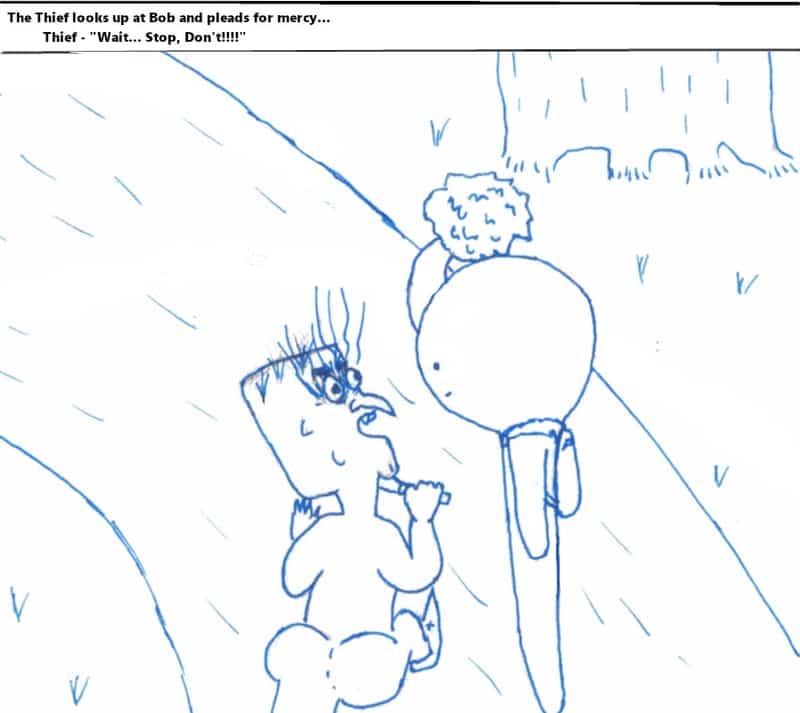 The Thief looks up at Bob and pleads for mercy...
Thief - "Wait... Stop, Don't!!!!"